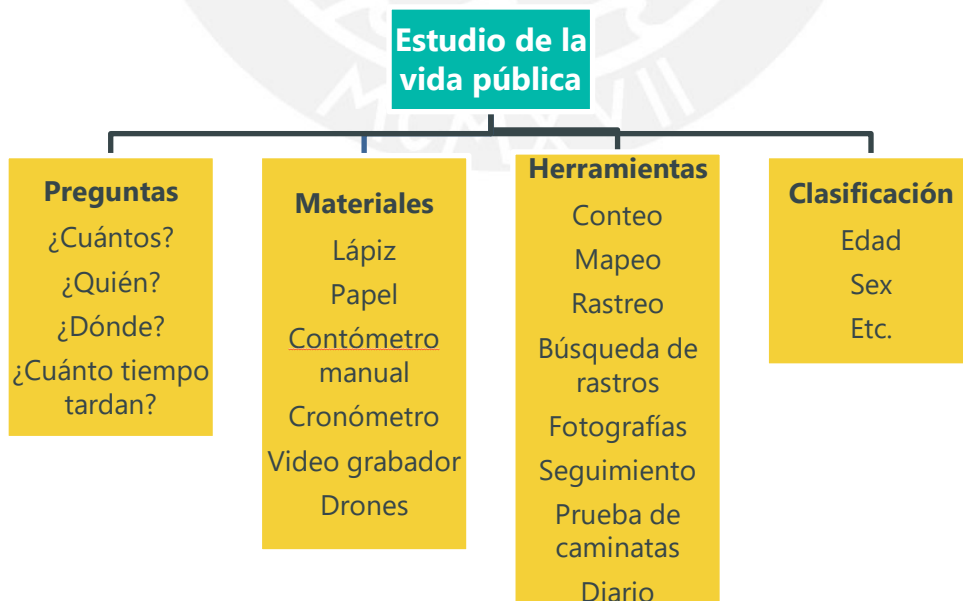 Estudio de la
vida pública
Preguntas
¿Cuántos?
¿Quién?
¿Dónde?
¿Cuánto tiempo
tardan?
Materiales
Lápiz
Papel
Contómetro
manual
Cronómetro
Video grabador
Drones
Herramientas
Conteo
Mapeo
Rastreo
Búsqueda de
rastros
Fotografías
Seguimiento
Prueba de
caminatas
Diario
Clasificación
Edad
Sex
Etc.
MCMXVII